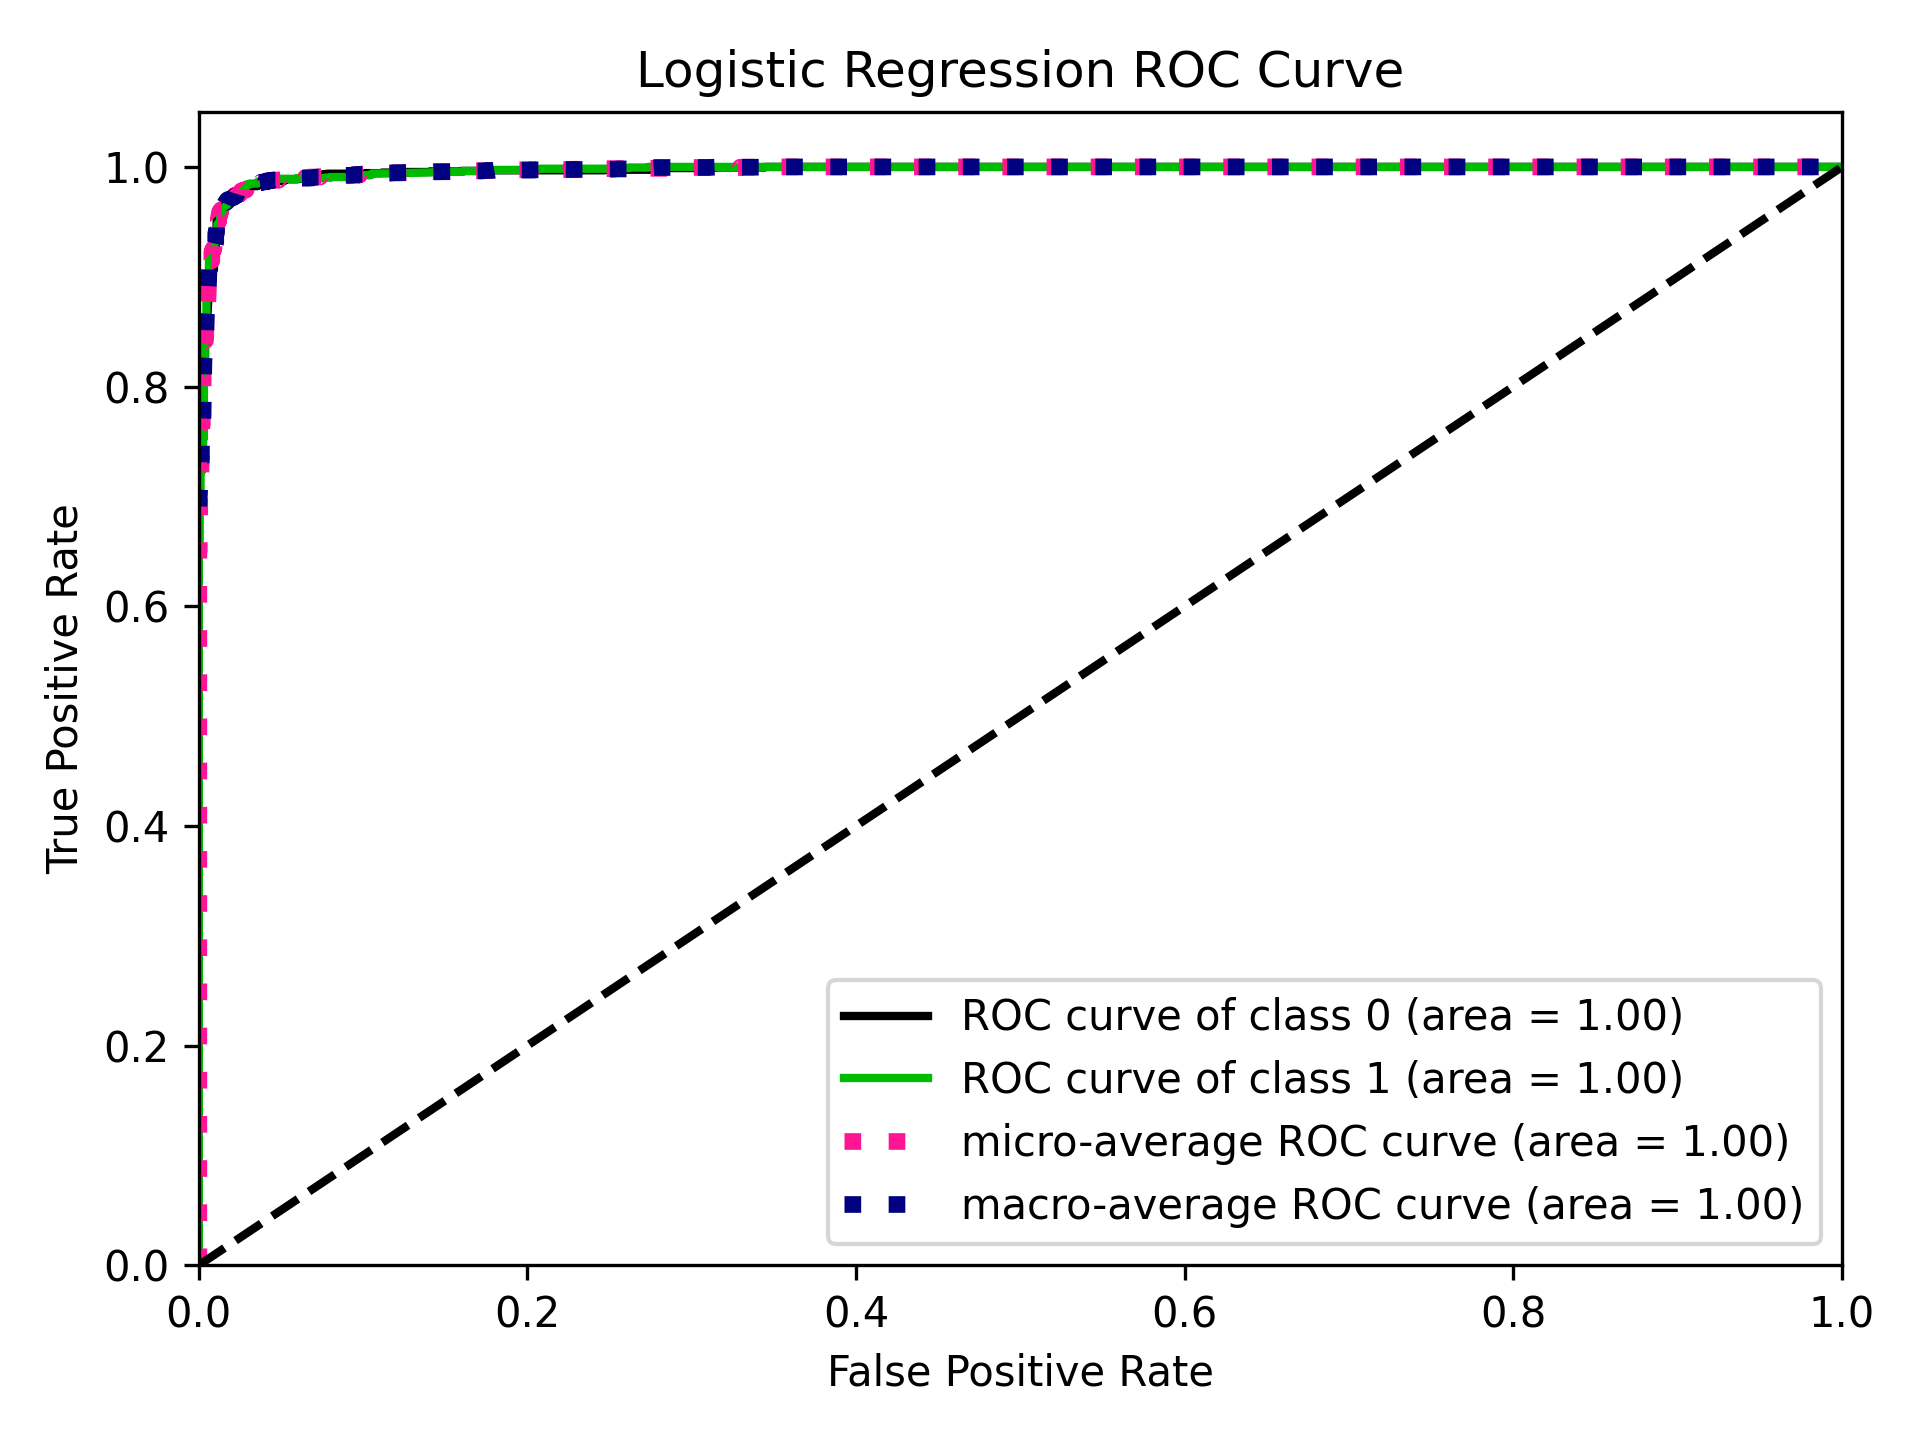 Logistic Regression ROC Curve
1.0
0.8
0.6
0.4
0.2
0.0
True Positive Rate
ROC curve of class 0 (area = 1.00)
ROC curve of class 1 (area = 1.00)
micro-average ROC curve (area = 1.00)
macro-average ROC curve (area = 1.00)
0.0 0.2 0.4 0.6 0.8 1.0
False Positive Rate